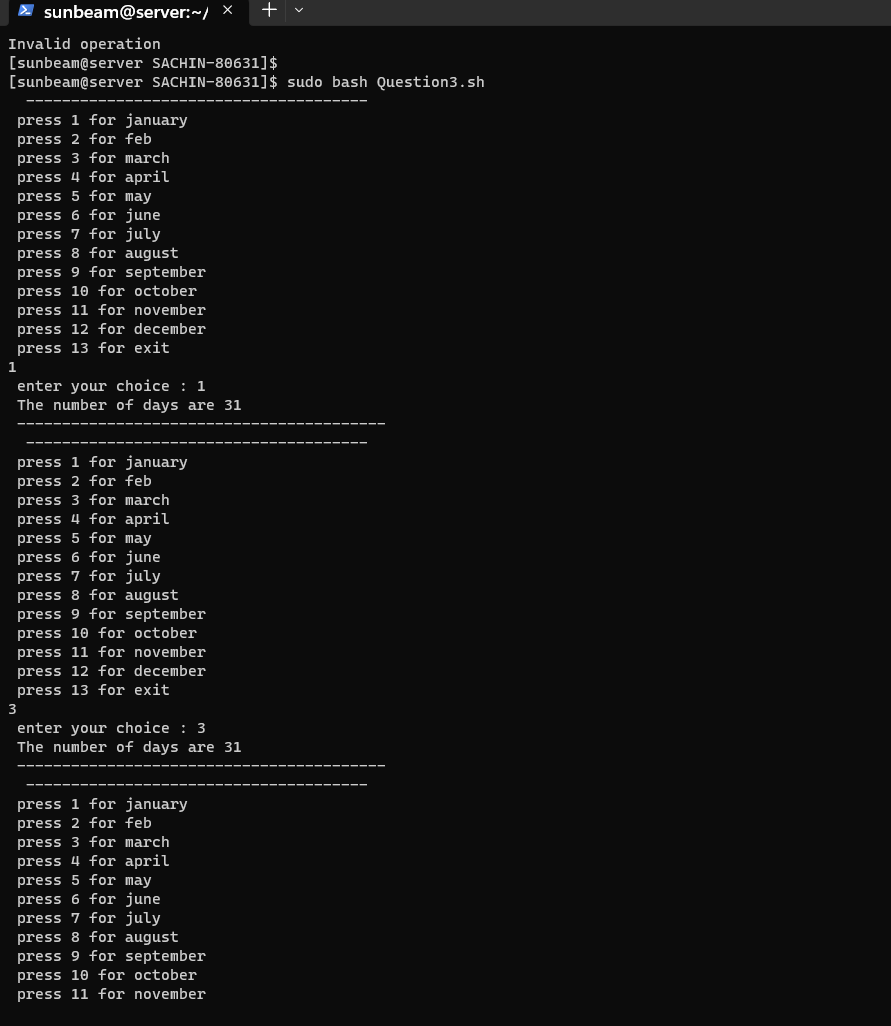 sunbeam@server:~/
Invalid operation
[sunbeam@server SACHIN-80631]$
[sunbeam@server SACHIN-80631]$ sudo bash Question3.sh
--------------------------------------
press 1 for january
press 2 for feb
press 3 for march
press 4 for april
press 5 for may
press 6 for june
press 7 for july
press 8 for august
press 9 for september
press 10 for october
press 11 for november
press 12 for december
press 13 for exit
1
enter your choice : 1
The number of days are 31
-----------------------------------------
--------------------------------------
press 1 for january
press 2 for feb
press 3 for march
press 4 for april
press 5 for may
press 6 for june
press 7 for july
press 8 for august
press 9 for september
press 10 for october
press 11 for november
press 12 for december
press 13 for exit
3
enter your choice : 3
The number of days are 31
-----------------------------------------
--------------------------------------
press 1 for january
press 2 for feb
press 3 for march
press 4 for april
press 5 for may
press 6 for june
press 7 for july
press 8 for august
press 9 for september
press 10 for october
press 11 for november